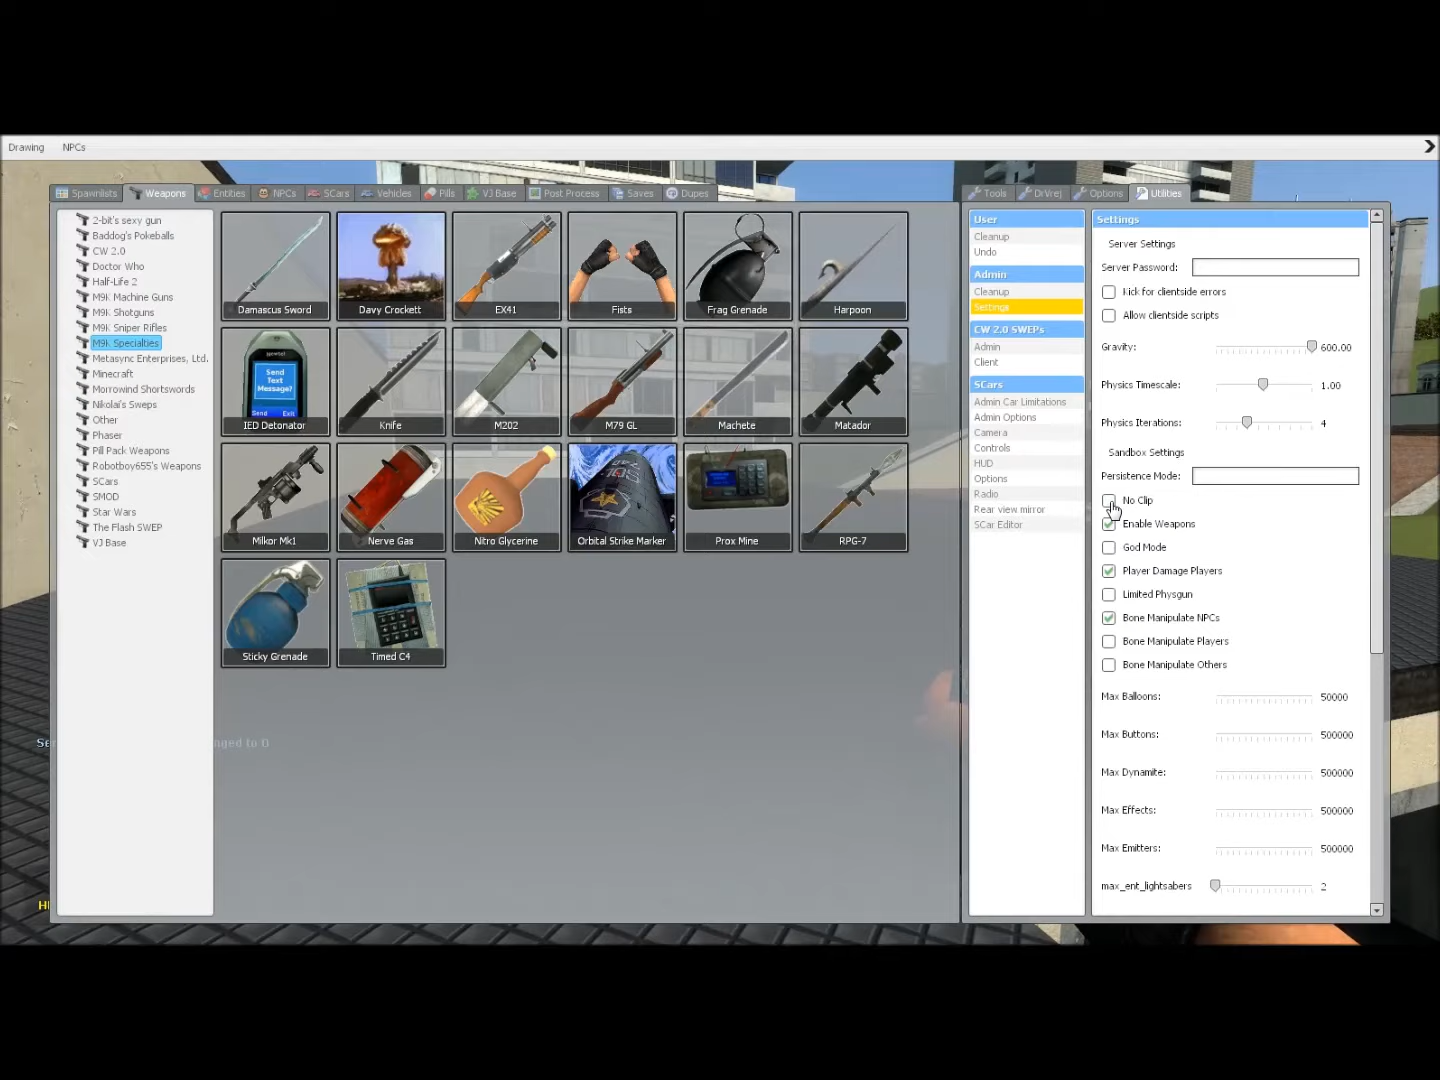 Drawing NPCs
Spawnlists Weapons Entities NPCs SCars Vehicles Pills VJ Base Post Process Saves Dupes
2-bit's sexy gun
Baddog's Pokeballs
CW 2.0
Doctor Who
Half-Life 2
M9K Machine Guns
M9K Shotguns
M9K Sniper Rifles
M9K Specialties
Metasync Enterprises, Ltd.
Minecraft
Morrowind Shortswords
Nikolai's Sweps
Other
Phaser
Pill Pack Weapons
Robotboy655's Weapons
SCars
SMOD
Star Wars
The Flash SWEP
VJ Base
Damascus Sword Davy Crockett EX41 Fists Frag Grenade Harpoon
Send
Text
Message?
Send Exit
IED Detonator Knife M202 M79 GL Machete Matador
Milkor Mk1 Nerve Gas Nitro Glycerine Orbital Strike Marker Prox Mine RPG-7
Sticky Grenade Timed C4
nged to 0
Tools DrVrej Options Utilities
User
Cleanup
Undo
Admin
Cleanup
Settings
CW 2.0 SWEPs
Admin
Client
SCars
Admin Car Limitations
Admin Options
Camera
Controls
HUD
Options
Radio
Rear view mirror
SCar Editor
Settings
Server Settings
Server Password:
Kick for clientside errors
Allow clientside scripts
Gravity: 600.00
Physics Timescale: 1.00
Physics Iterations: 4
Sandbox Settings
Persistence Mode:
No Clip
Enable Weapons
God Mode
Player Damage Players
Limited Physgun
Bone Manipulate NPCs
Bone Manipulate Players
Bone Manipulate Others
Max Balloons: 50000
Max Buttons: 500000
Max Dynamite: 500000
Max Effects: 500000
Max Emitters: 500000
max_ent_lightsabers 2